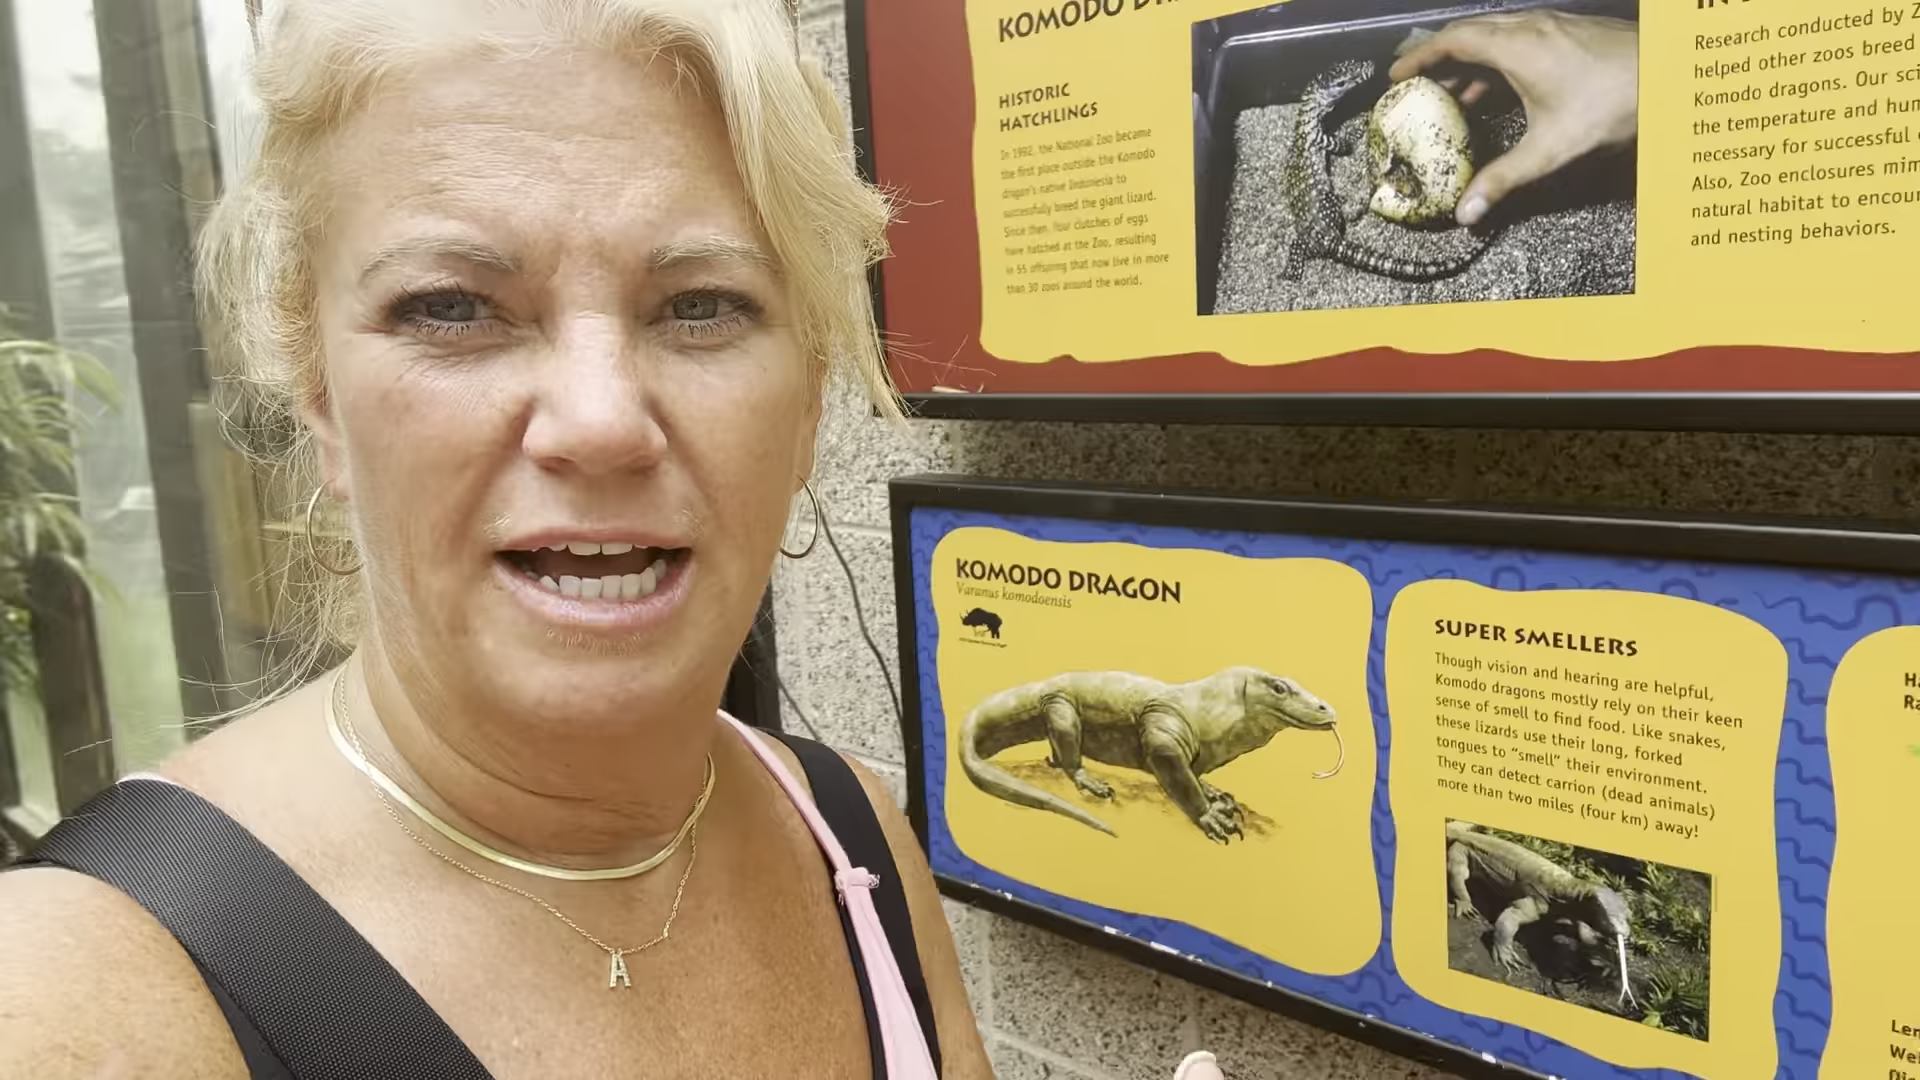 KOMODO
HISTORIC
HATCHLINGS
In 1992, the National Zoo became
the first place outside the Komodo
dragon's native Indonesia to
successfully breed the giant lizard.
Since then, four clutches of eggs
have hatched at the Zoo, resulting
in 55 offspring that now live in more
than 30 zoos around the world.
Research conducted by Z
helped other zoos breed
Komodo dragons. Our sci
the temperature and hum
necessary for successful
Also, Zoo enclosures mim
natural habitat to encour
and nesting behaviors.
KOMODO DRAGON
Varanus komodoensis
SUPER SMELLERS
Though vision and hearing are helpful,
Komodo dragons mostly rely on their keen
sense of smell to find food. Like snakes,
these lizards use their long, forked
tongues to "smell" their environment.
They can detect carrion (dead animals)
more than two miles (four km) away!
Ha
Ra
Len
Wei
A